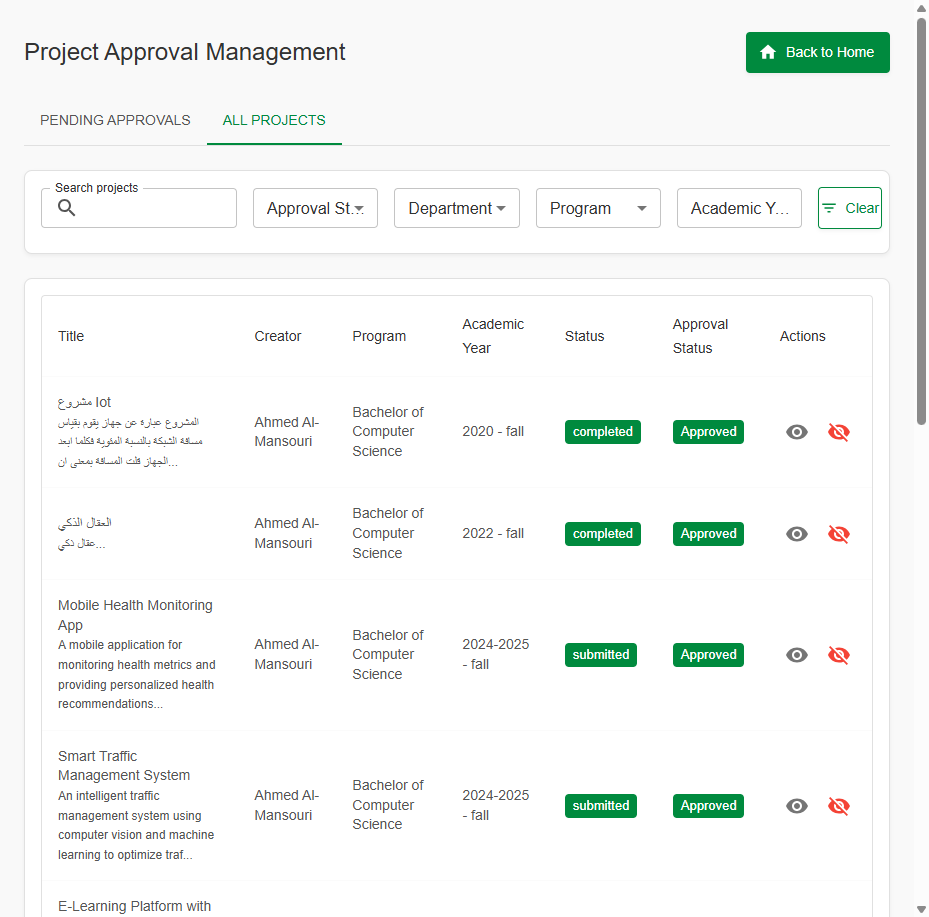 Project Approval Management
Back to Home
PENDING APPROVALS
ALL PROJECTS
Search projects
Approval St...
Department
Program
Academic Y...
Clear
Title
Creator
Program
Academic
Year
Status
Approval
Status
Actions
مشروع Iot
المشروع عبارة عن جهاز يقوم بقياس
مسافة الشبكة بالنسبة المئوية فكلما ابعد
الجهاز قلت المسافة بمعنى ان...
Ahmed Al-
Mansouri
Bachelor of
Computer
Science
2020 - fall
completed
Approved
العقال الذكي
عقال ذكي...
Ahmed Al-
Mansouri
Bachelor of
Computer
Science
2022 - fall
completed
Approved
Mobile Health Monitoring
App
A mobile application for
monitoring health metrics and
providing personalized health
recommendations...
Ahmed Al-
Mansouri
Bachelor of
Computer
Science
2024-2025
- fall
submitted
Approved
Smart Traffic
Management System
An intelligent traffic
management system using
computer vision and machine
learning to optimize traf...
Ahmed Al-
Mansouri
Bachelor of
Computer
Science
2024-2025
- fall
submitted
Approved
E-Learning Platform with